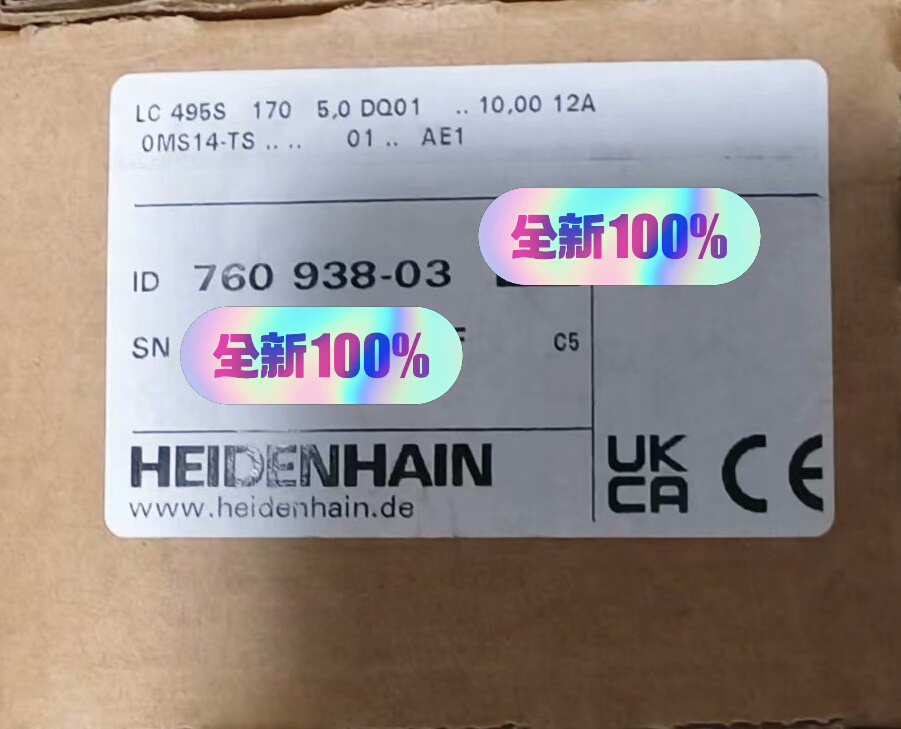 LC 495S 170 5,0 DQ01 .. 10,00 12A
0MS14-TS .. .. 01 .. AE1
全新100%
ID 760 938-03
SN
全新100%
C5
HEIDENHAIN
www.heidenhain.de
UK
CA
CE